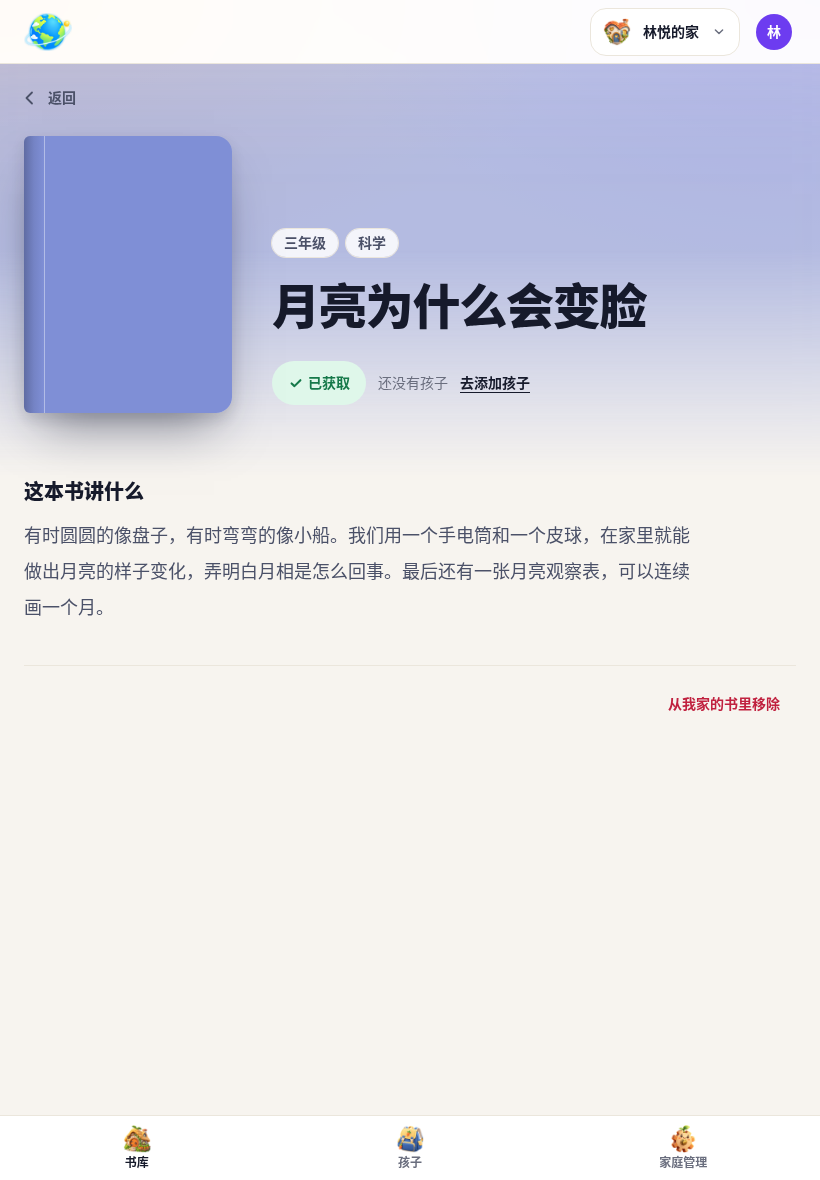 林悦的家
林
返回
三年级
科学
月亮为什么会变脸
已获取
还没有孩子
去添加孩子
这本书讲什么
有时圆圆的像盘子，有时弯弯的像小船。我们用一个手电筒和一个皮球，在家里就能
做出月亮的样子变化，弄明白月相是怎么回事。最后还有一张月亮观察表，可以连续
画一个月。
从我家的书里移除
书库
孩子
家庭管理